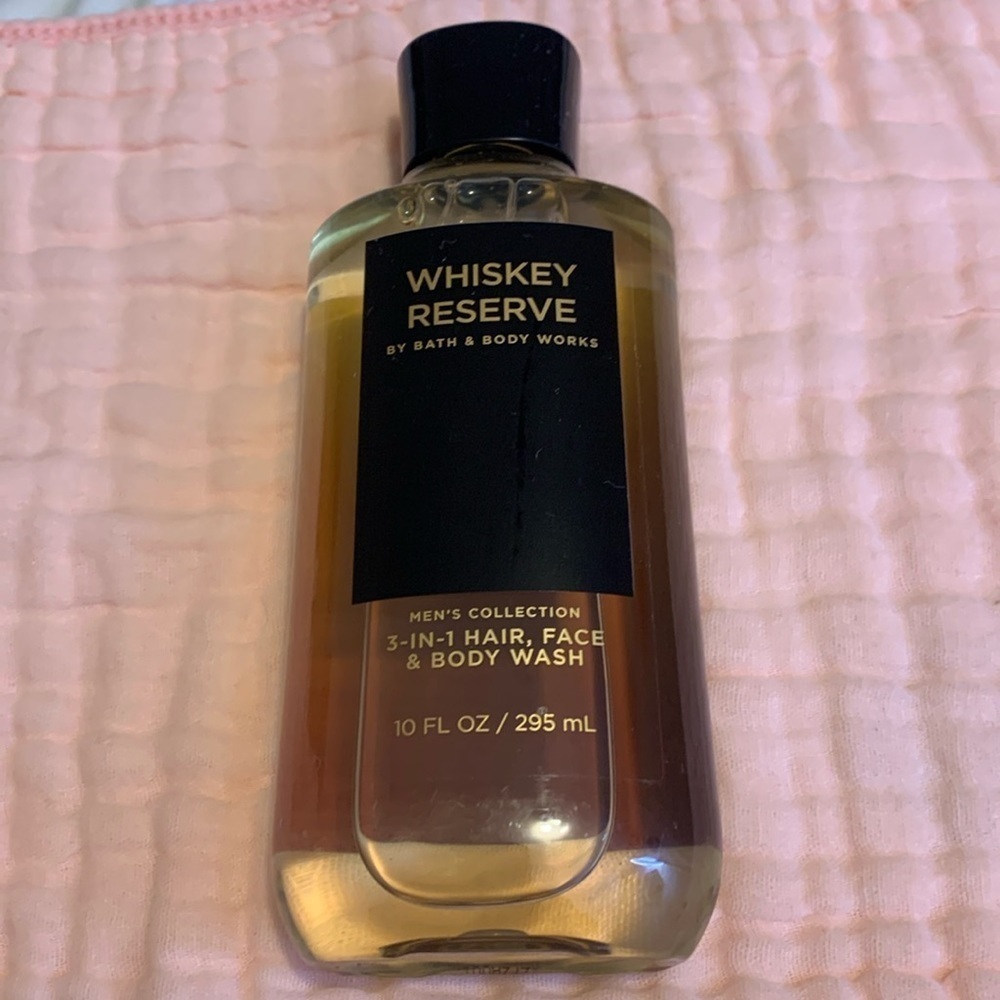 WHISKEY
RESERVE
BY BATH & BODY WORKS
MEN'S COLLECTION
3-IN-1 HAIR, FACE
& BODY WASH
10 FL OZ / 295 mL